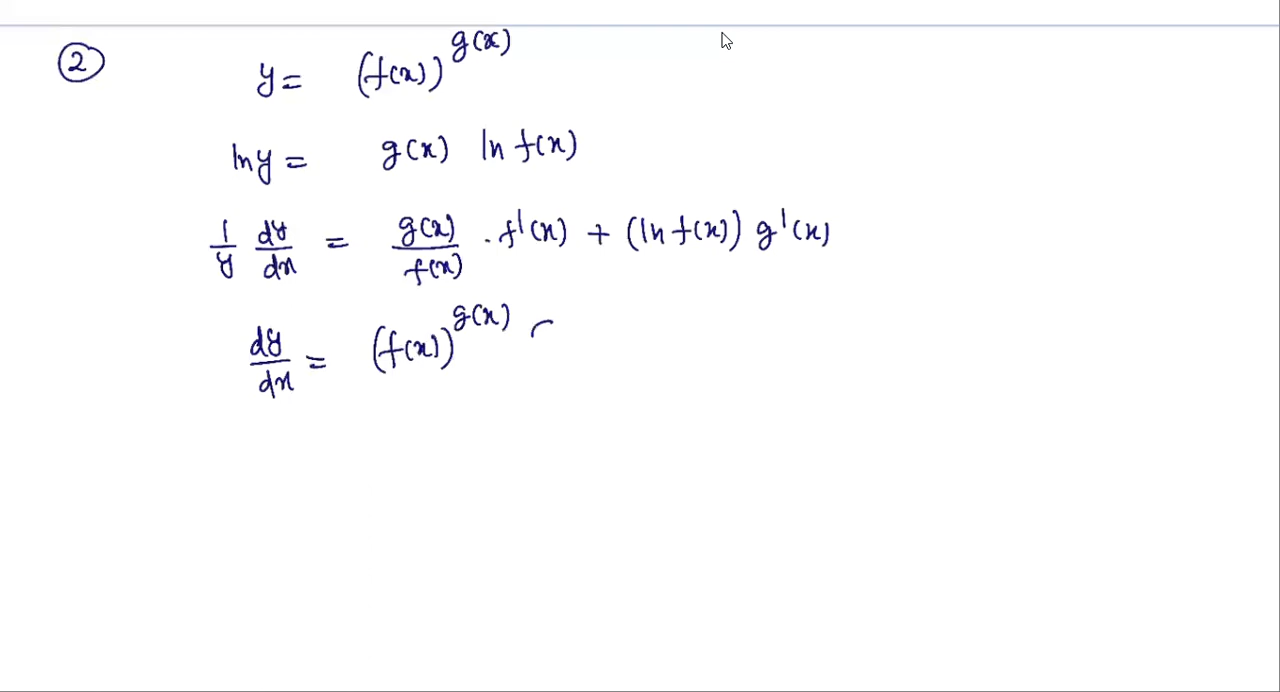 ② y = (f(x))^g(x)
ln y = g(x) ln f(x)
1/y dy/dx = g(x)/f(x) . f'(x) + (ln f(x)) g'(x)
dy/dx = (f(x))^g(x) (